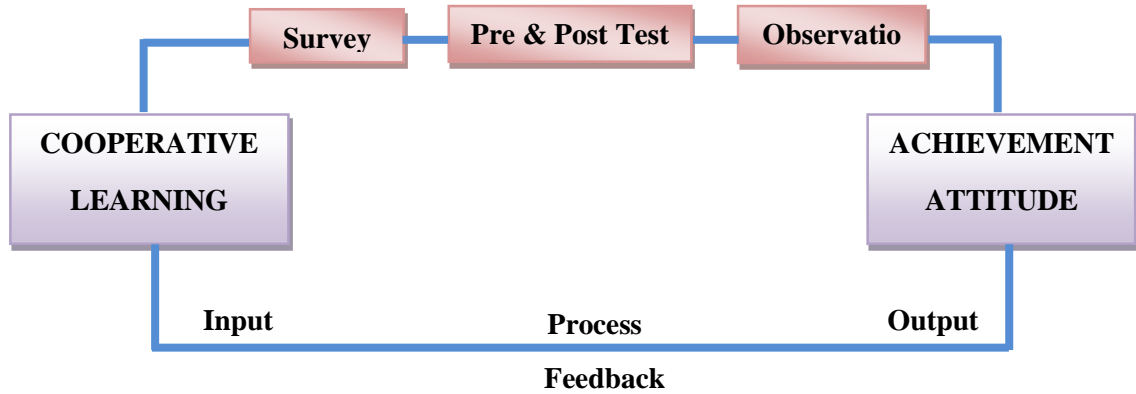 Survey
Pre & Post Test
Observatio
COOPERATIVE
LEARNING
ACHIEVEMENT
ATTITUDE
Input
Process
Output
Feedback